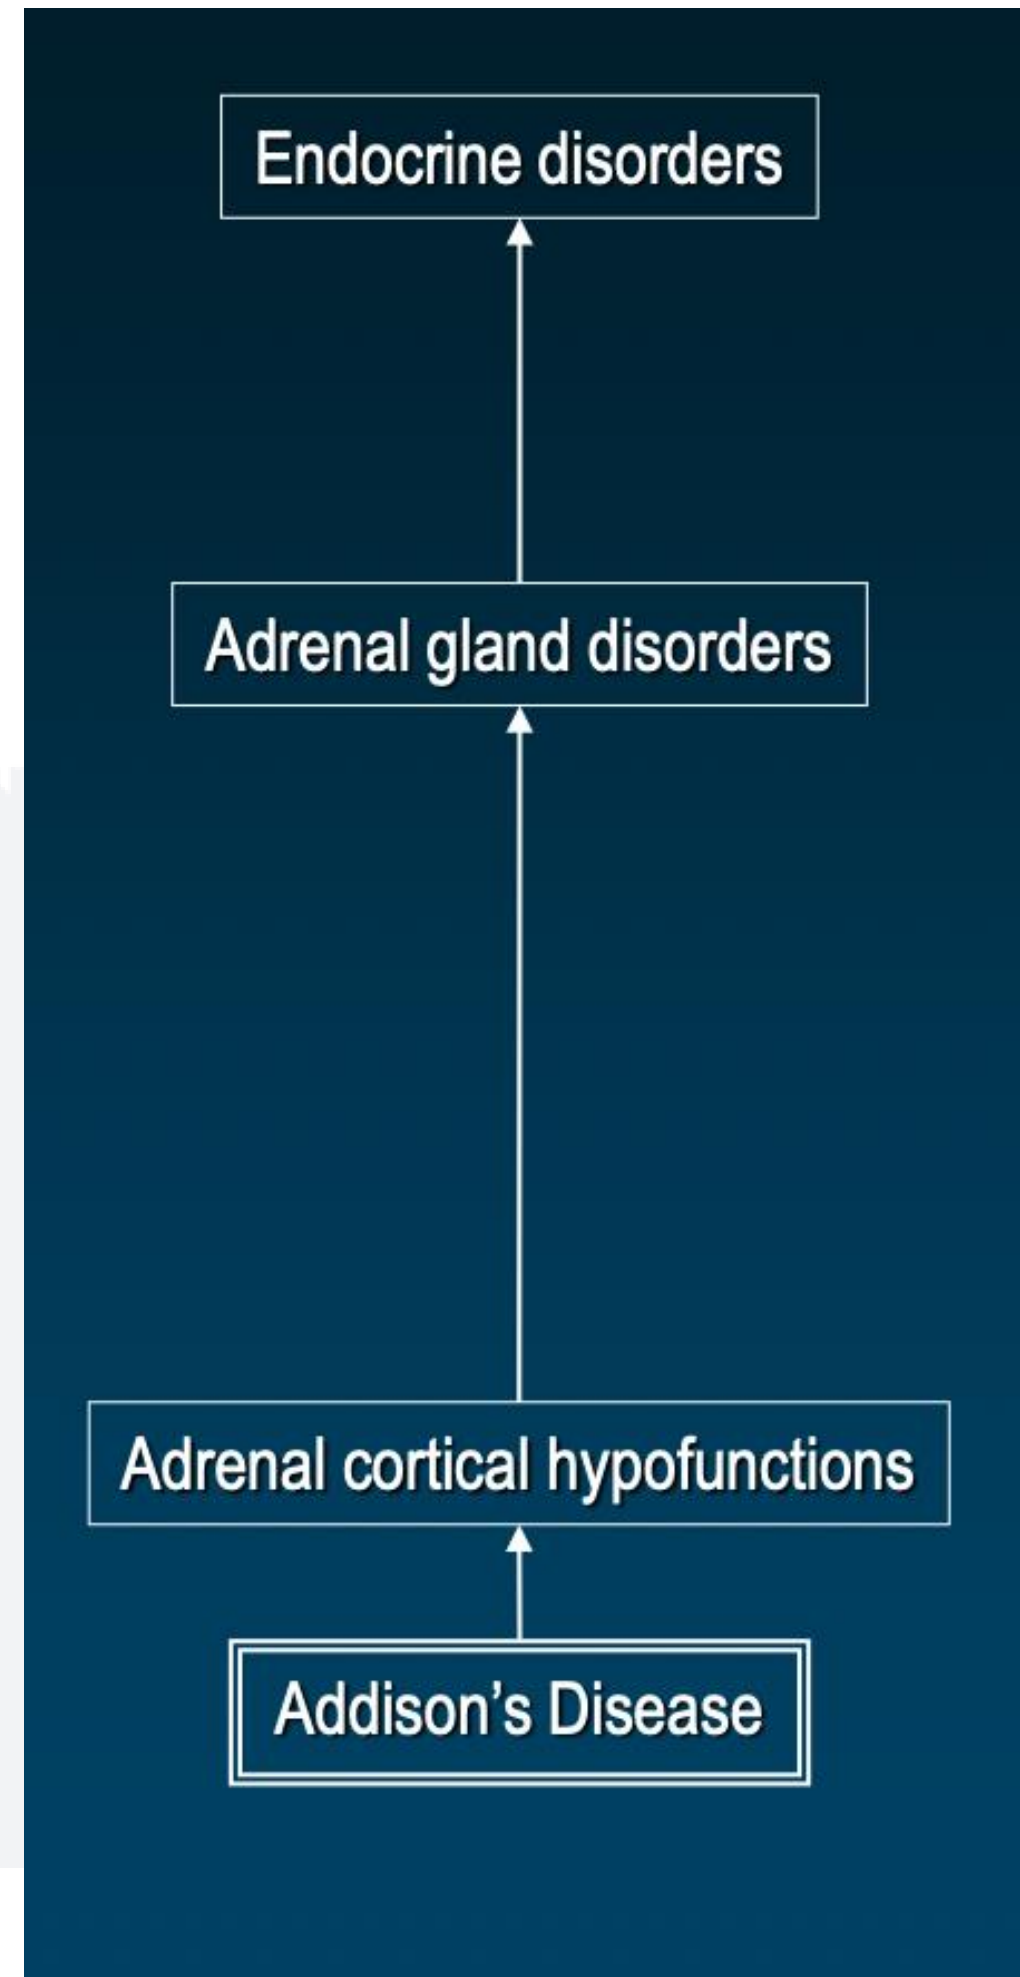 Endocrine disorders
Adrenal gland disorders
Adrenal cortical hypofunctions
Addison’s Disease